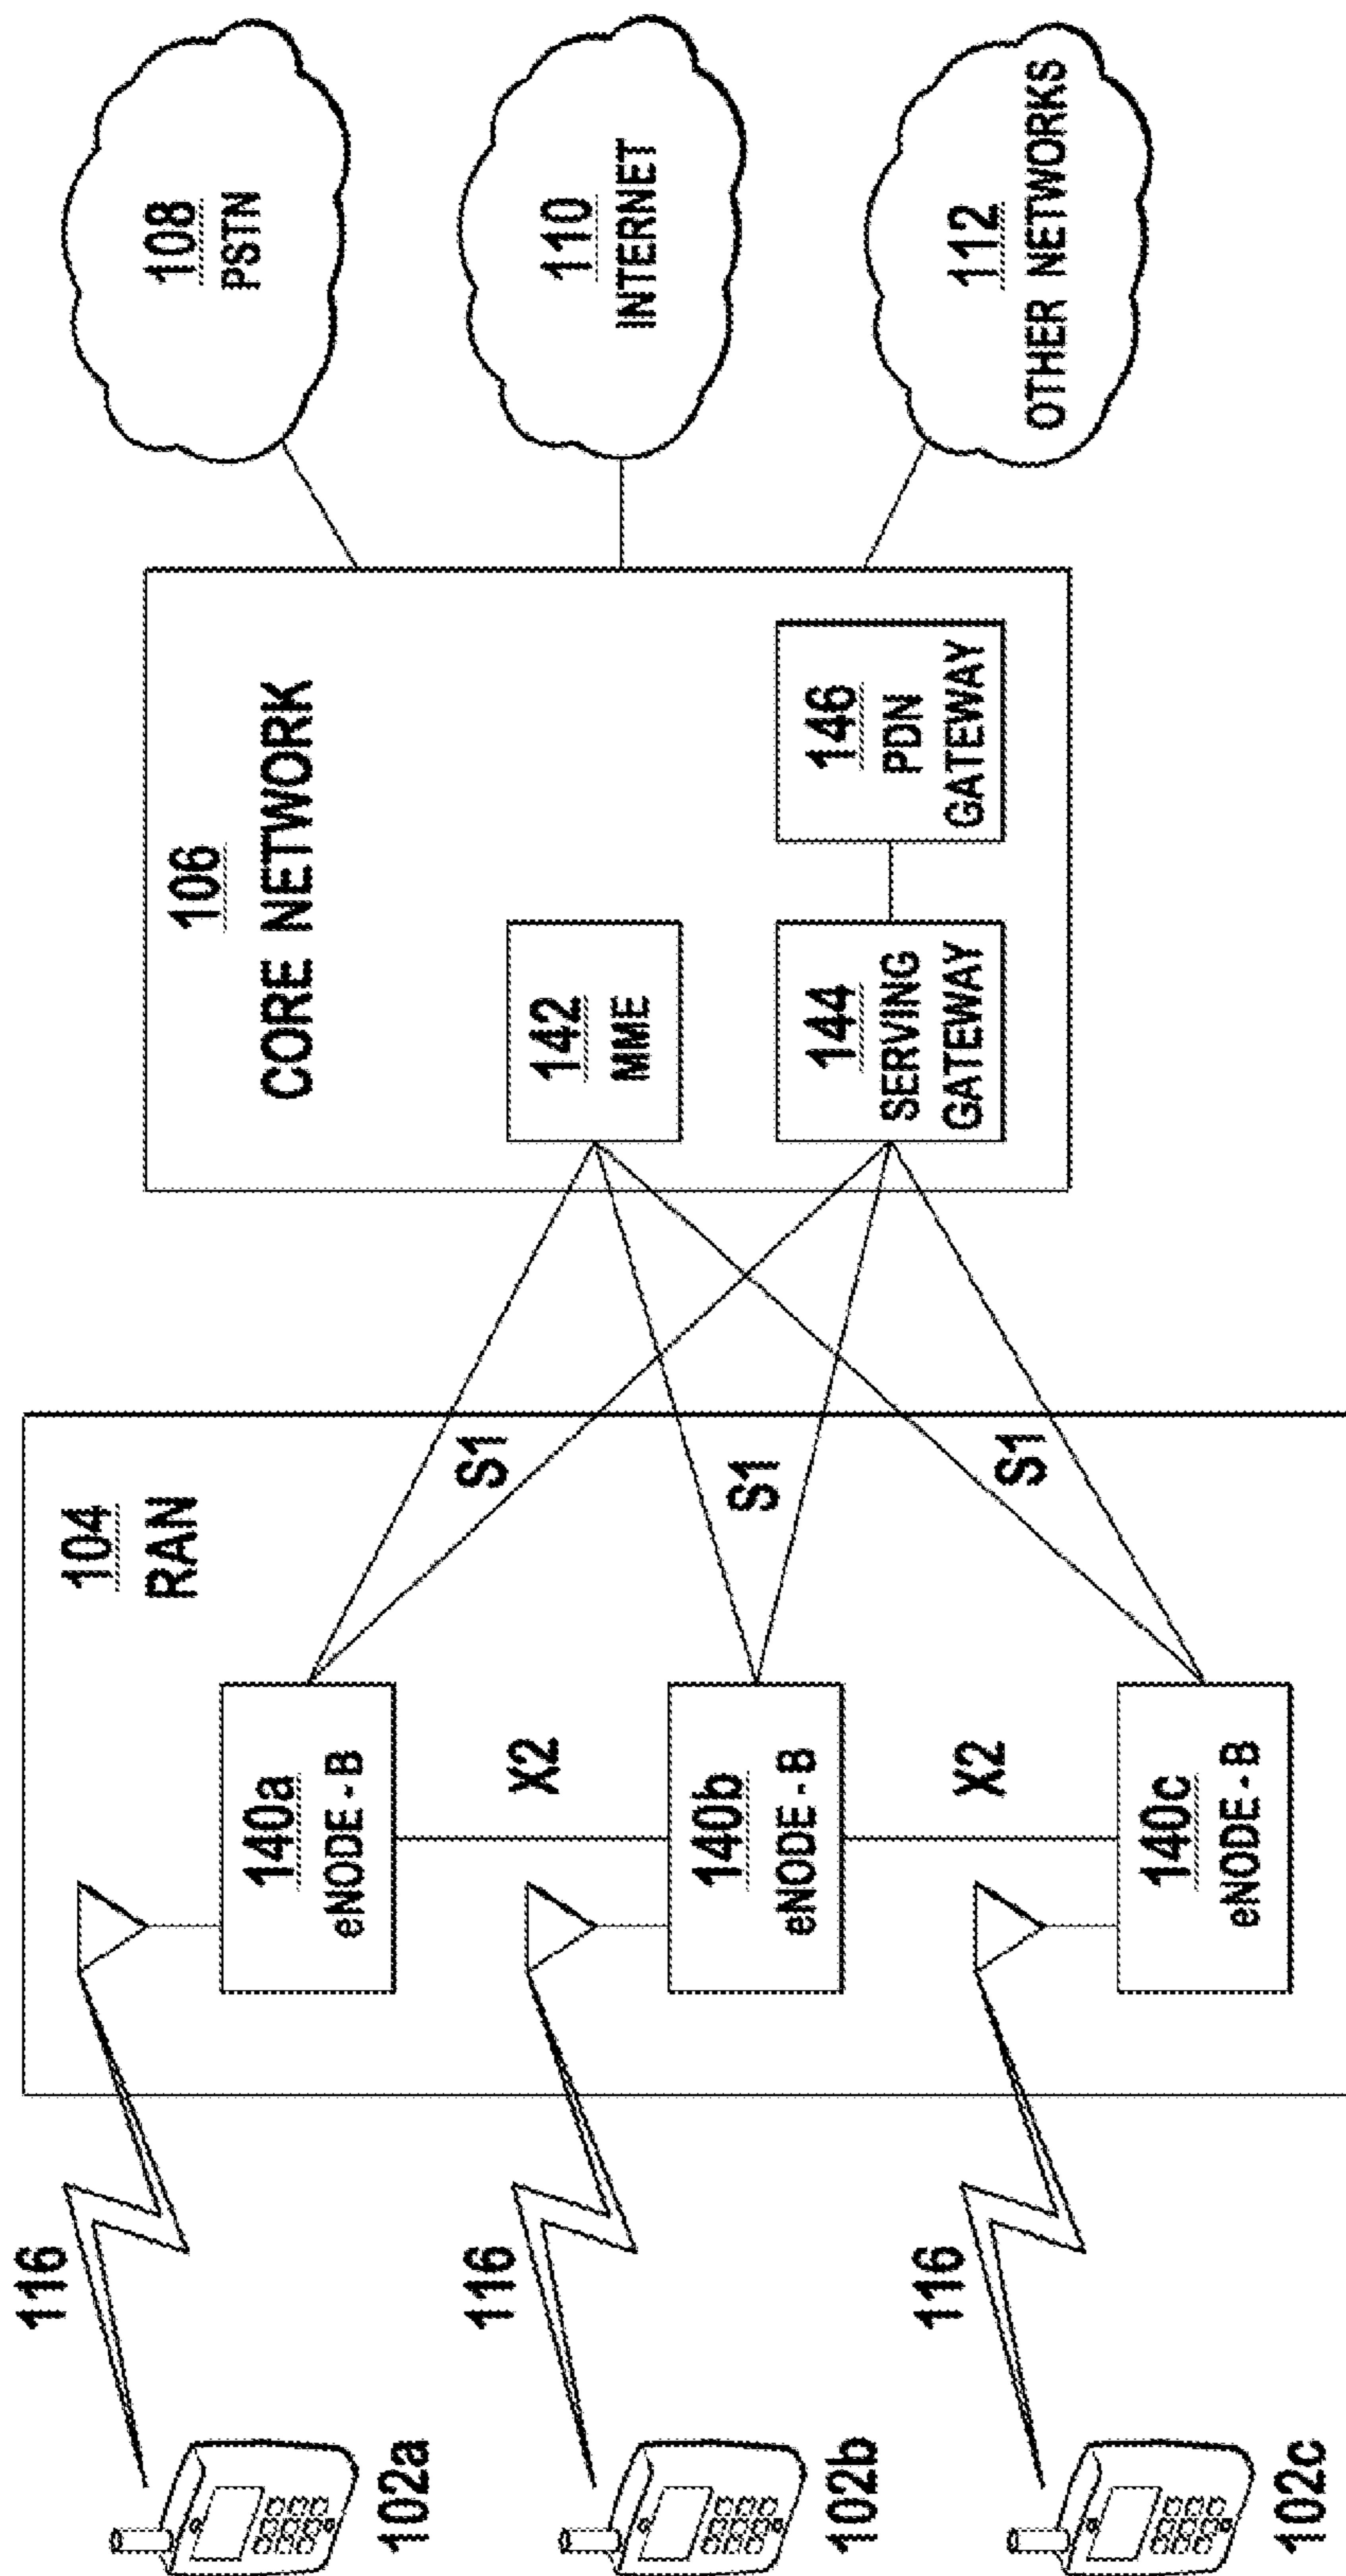 116
102a
116
102b
116
102c
104
RAN
140a
eNODE-B
X2
140b
eNODE-B
X2
140c
eNODE-B
S1
S1
S1
106
CORE NETWORK
142
MME
144
SERVING
GATEWAY
146
PDN
GATEWAY
108
PSTN
110
INTERNET
112
OTHER NETWORKS